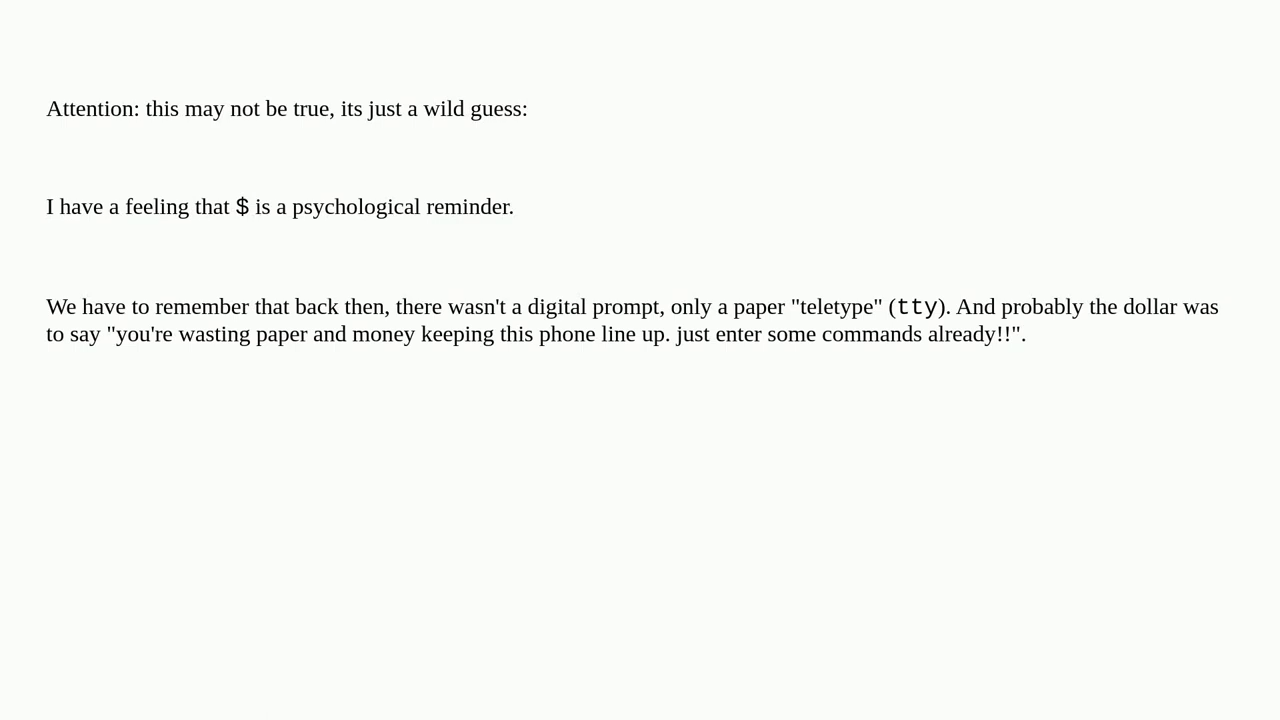 Attention: this may not be true, its just a wild guess:
I have a feeling that $ is a psychological reminder.
We have to remember that back then, there wasn't a digital prompt, only a paper "teletype" (tty). And probably the dollar was
to say "you're wasting paper and money keeping this phone line up. just enter some commands already!!".